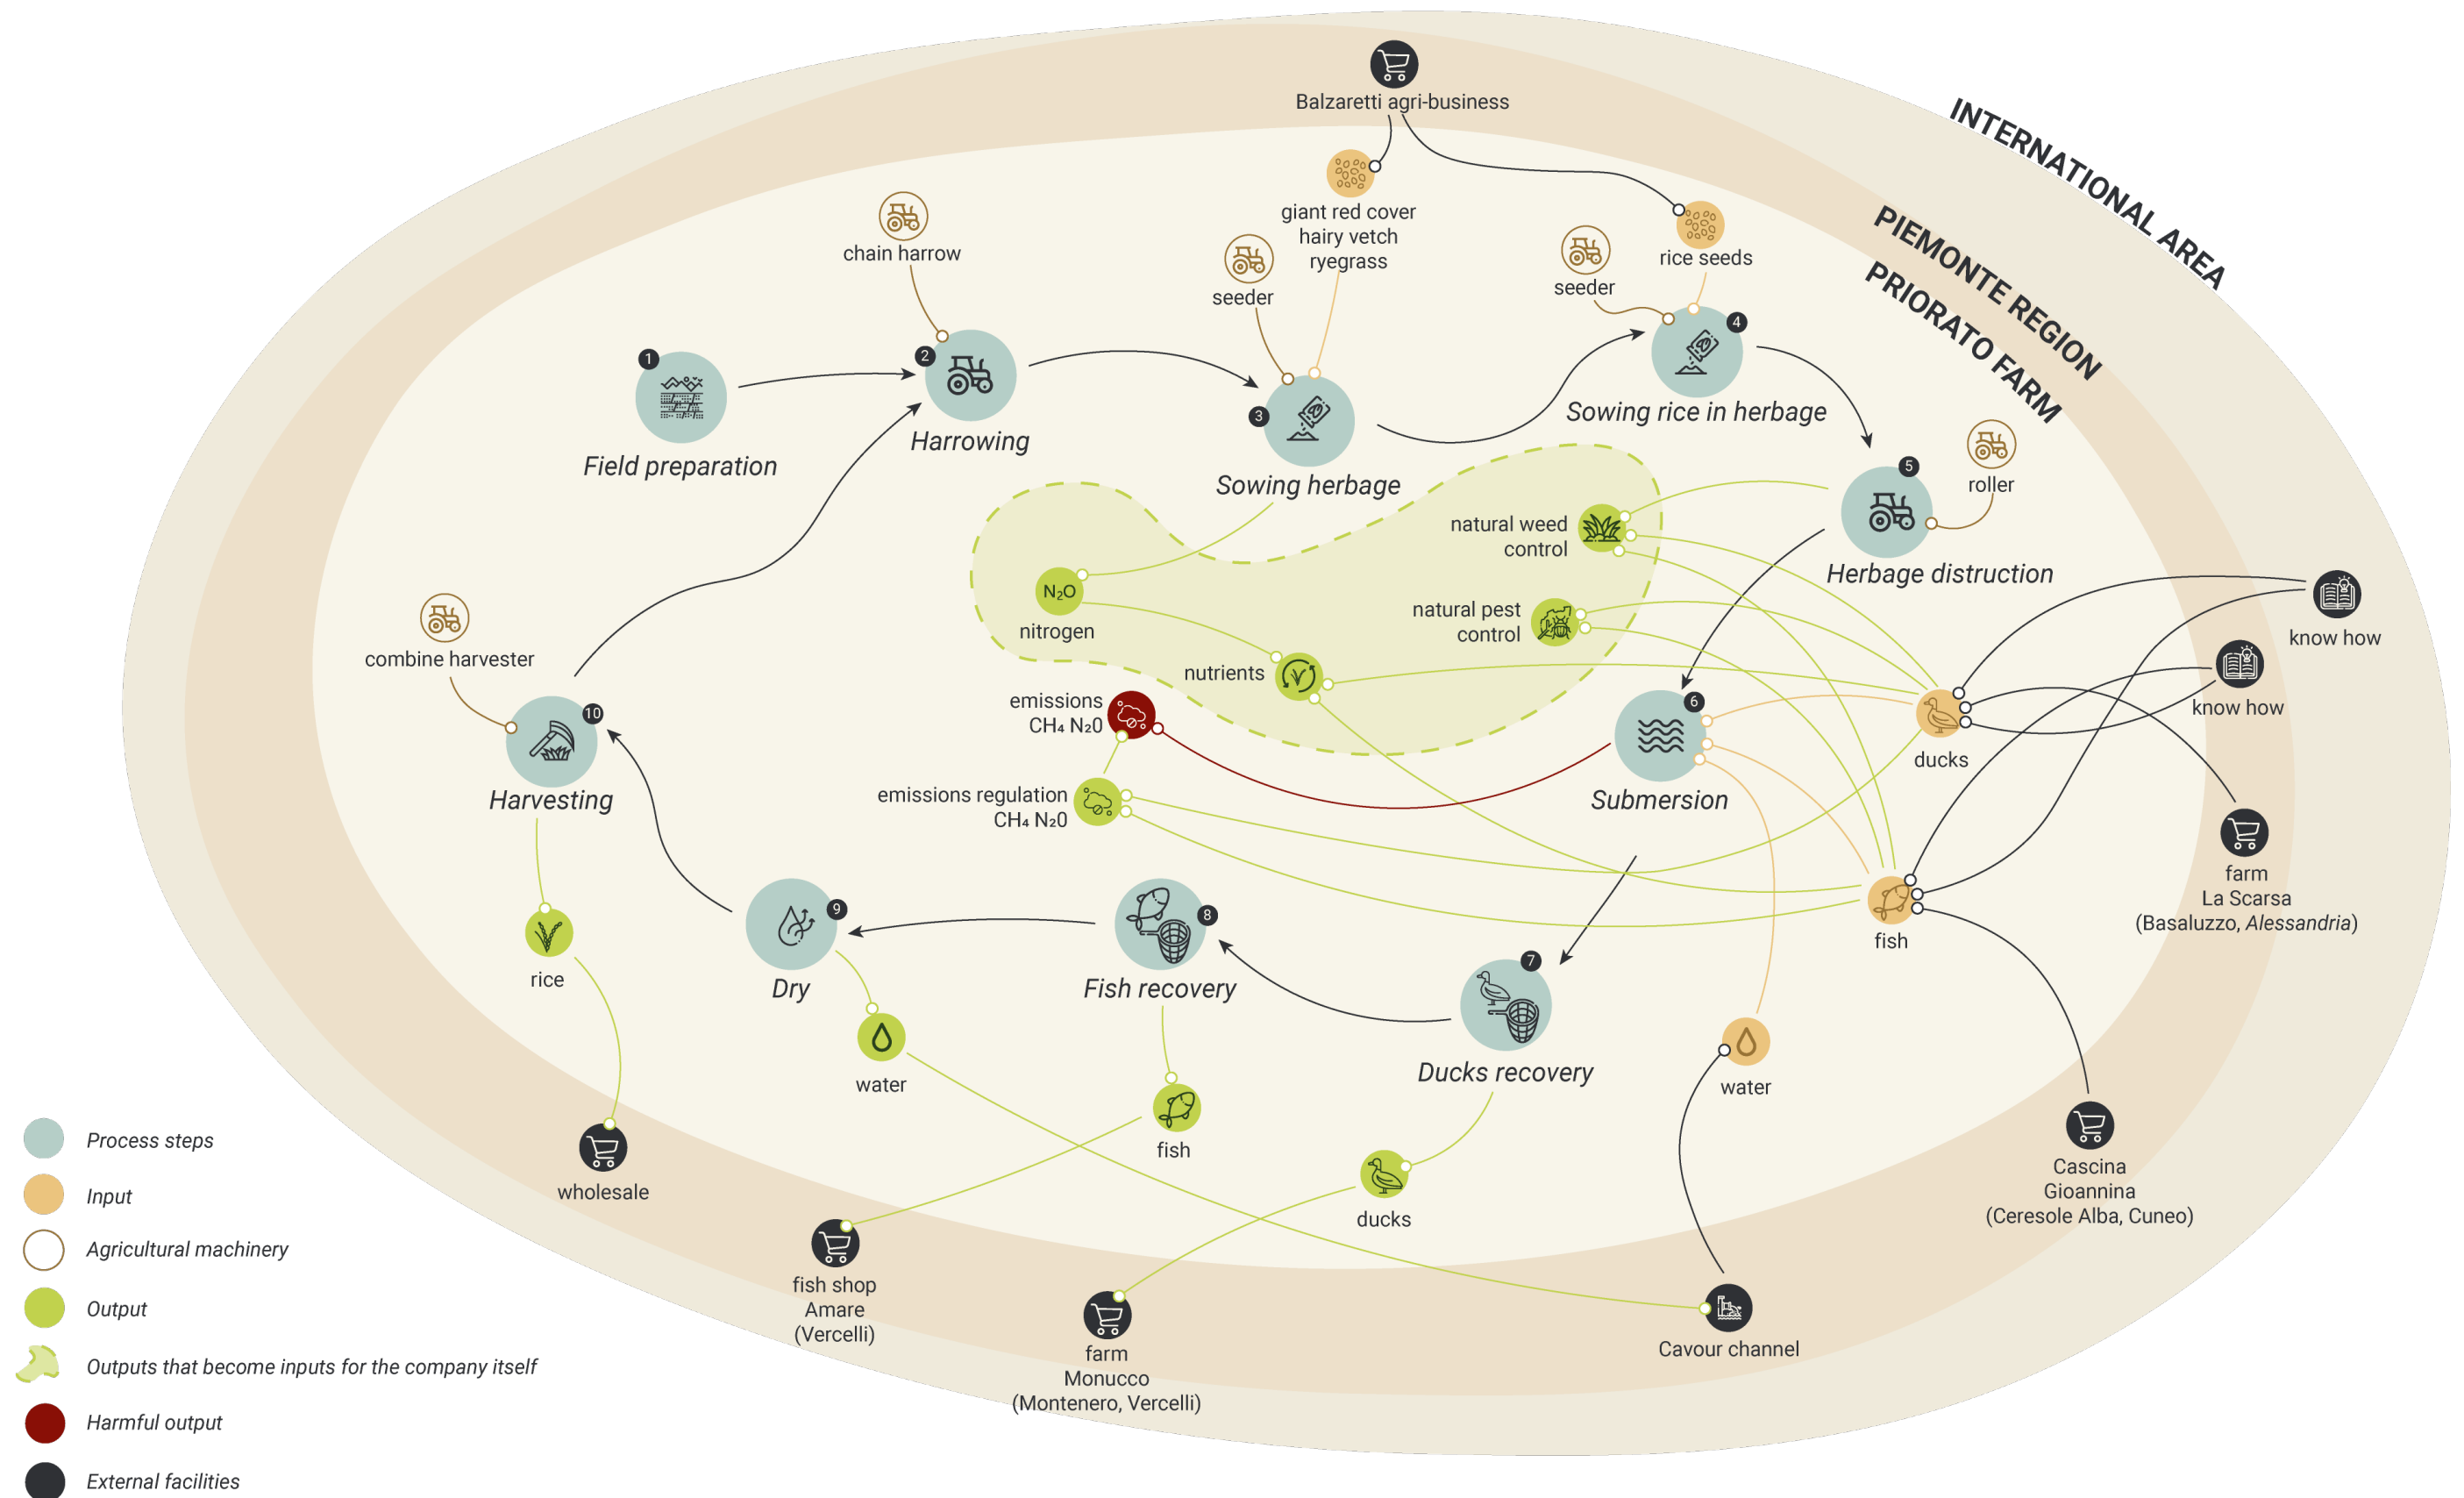 INTERNATIONAL AREA
PIEMONTE REGION
PRIORATO FARM
Balzaretti agri-business
giant red cover
hairy vetch
ryegrass
rice seeds
chain harrow
seeder
seeder
1
Field preparation
2
Harrowing
3
Sowing herbage
4
Sowing rice in herbage
5
Herbage distruction
roller
natural weed
control
natural pest
control
N₂O
nitrogen
nutrients
emissions
CH₄ N₂0
emissions regulation
CH₄ N₂0
6
Submersion
know how
know how
ducks
farm
La Scarsa
(Basaluzzo, Alessandria)
fish
combine harvester
10
Harvesting
rice
wholesale
9
Dry
water
8
Fish recovery
fish
7
Ducks recovery
ducks
water
Cascina
Gioannina
(Ceresole Alba, Cuneo)
fish shop
Amare
(Vercelli)
farm
Monucco
(Montenero, Vercelli)
Cavour channel
Process steps
Input
Agricultural machinery
Output
Outputs that become inputs for the company itself
Harmful output
External facilities